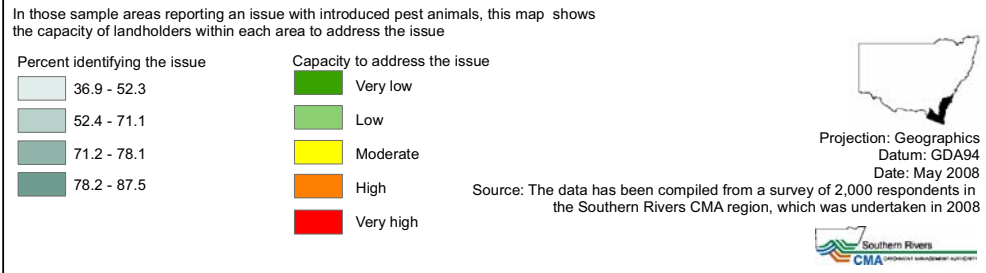 In those sample areas reporting an issue with introduced pest animals, this map shows
the capacity of landholders within each area to address the issue
Percent identifying the issue
36.9 - 52.3
52.4 - 71.1
71.2 - 78.1
78.2 - 87.5
Capacity to address the issue
Very low
Low
Moderate
High
Very high
Projection: Geographics
Datum: GDA94
Date: May 2008
Source: The data has been compiled from a survey of 2,000 respondents in
the Southern Rivers CMA region, which was undertaken in 2008
Southern Rivers
CMA CATCHMENT MANAGEMENT AUTHORITY